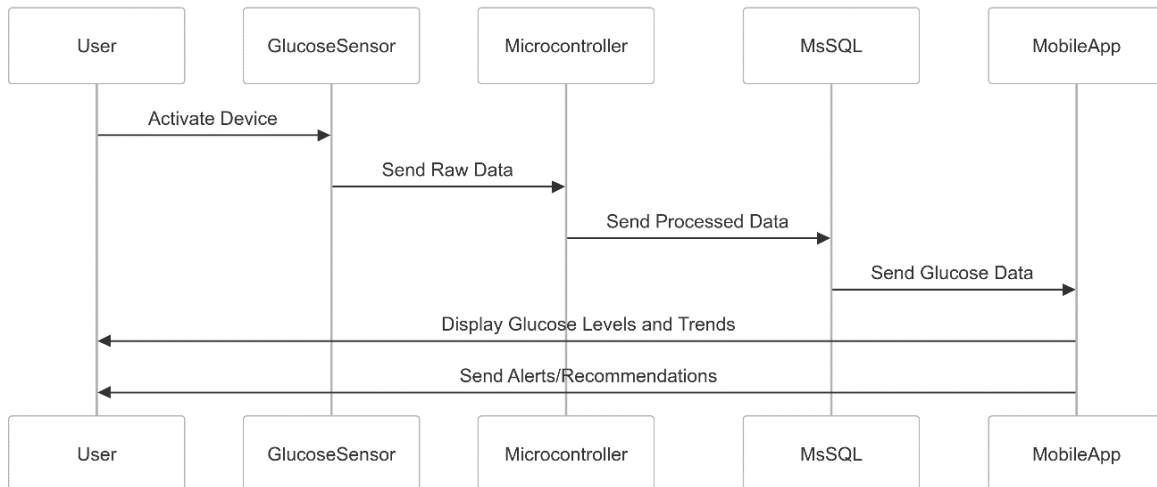 User
GlucoseSensor
Microcontroller
MsSQL
MobileApp
Activate Device
Send Raw Data
Send Processed Data
Send Glucose Data
Display Glucose Levels and Trends
Send Alerts/Recommendations
User
GlucoseSensor
Microcontroller
MsSQL
MobileApp